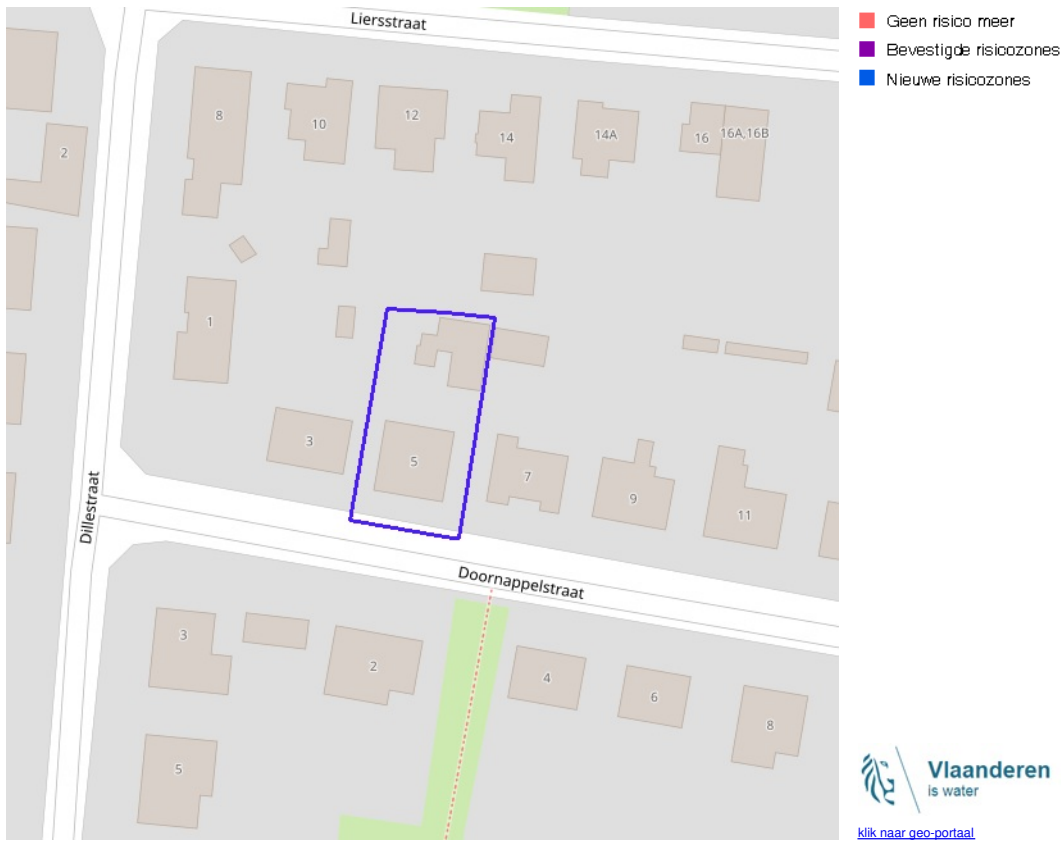 Liersstraat
Geen risico meer
Bevestigde risicozones
Nieuwe risicozones
8
10
12
14
14A
16
16A,16B
2
1
3
5
7
9
11
Dillestraat
Doornappelstraat
3
2
4
6
8
5
Vlaanderen
is water
klik naar geo-portaal